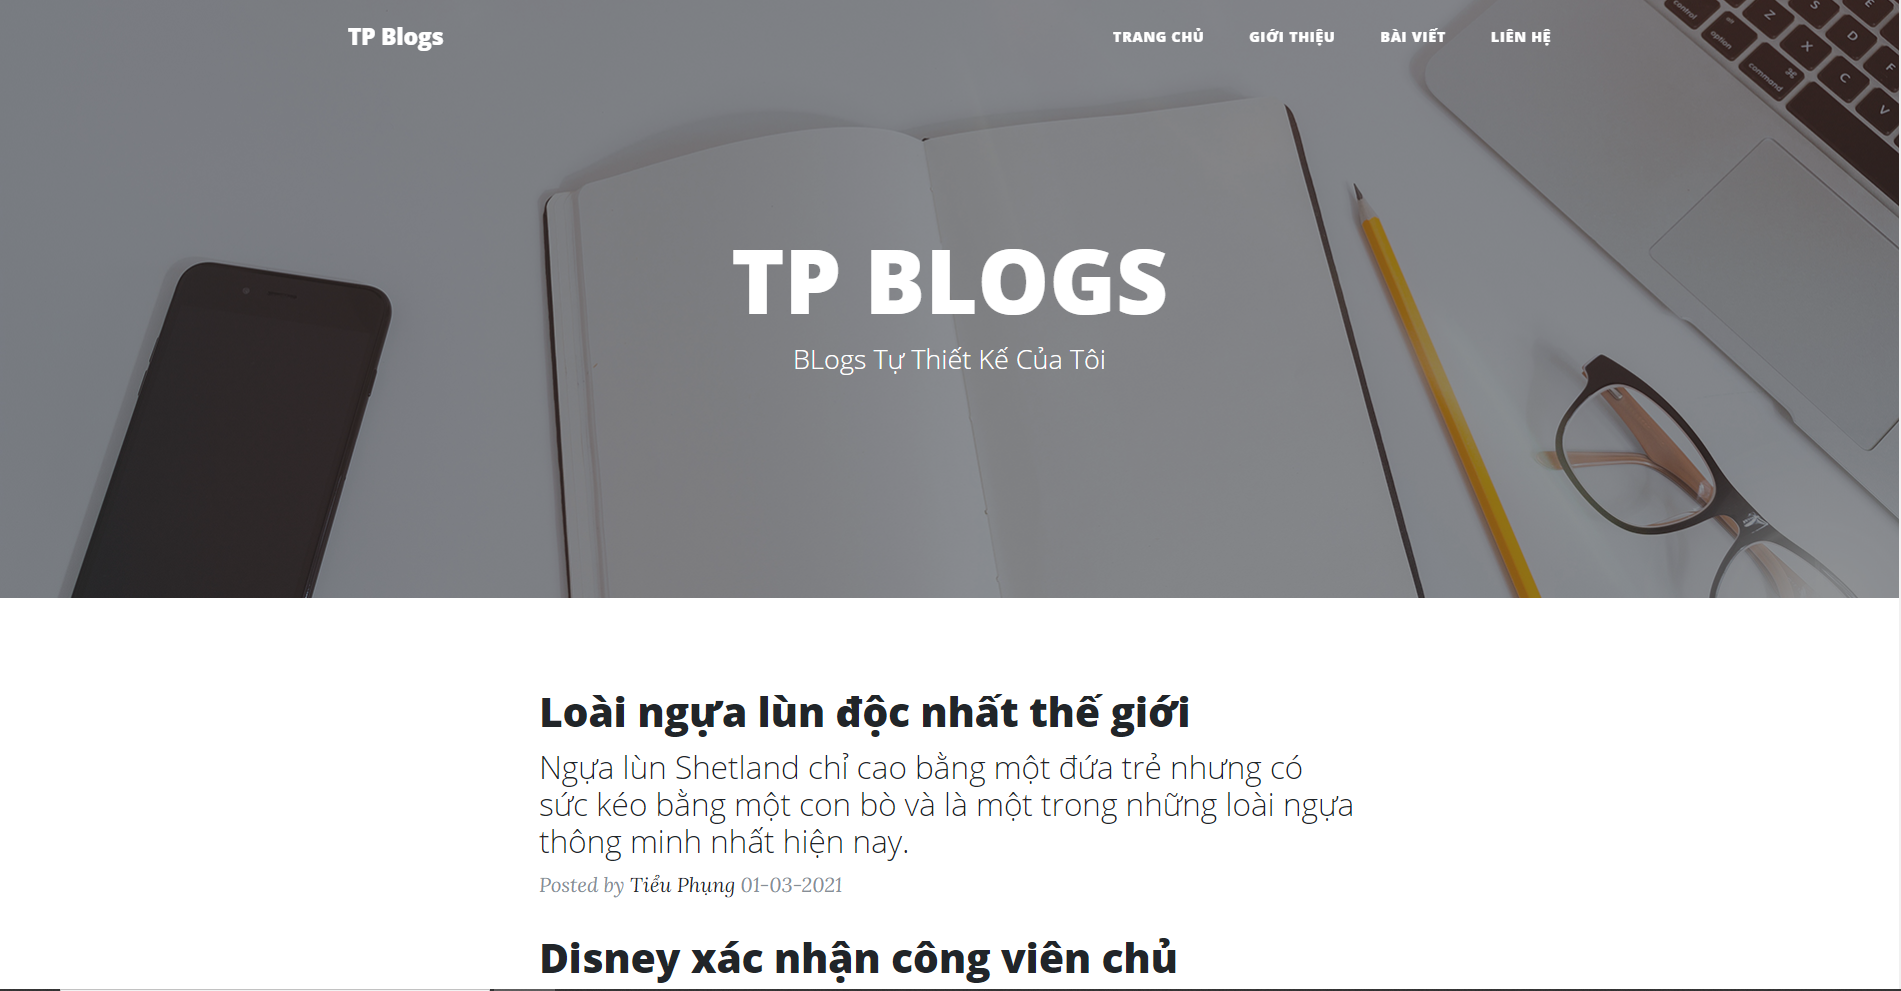 TP Blogs
TRANG CHỦ
GIỚI THIỆU
BÀI VIẾT
LIÊN HỆ
control
option
command
⌘
Z
X
C
V
S
D
F
E
TP BLOGS
BLogs Tự Thiết Kế Của Tôi
Loài ngựa lùn độc nhất thế giới
Ngựa lùn Shetland chỉ cao bằng một đứa trẻ nhưng có
sức kéo bằng một con bò và là một trong những loài ngựa
thông minh nhất hiện nay.
Posted by Tiểu Phụng 01-03-2021
Disney xác nhận công viên chủ